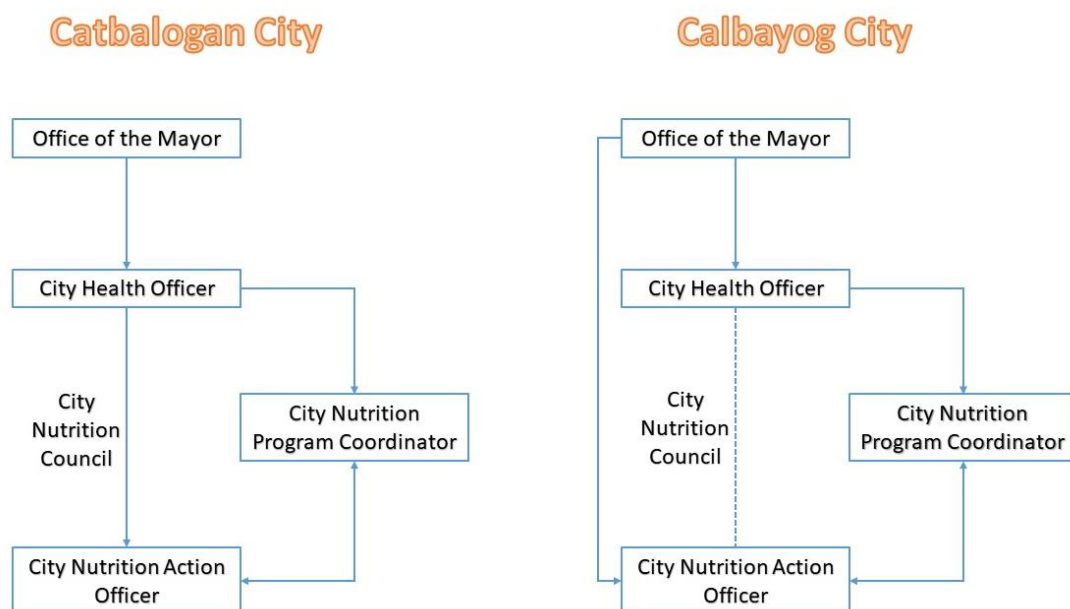 Catbalogan City
Office of the Mayor
City Health Officer
City
Nutrition
Council
City Nutrition
Program Coordinator
City Nutrition Action
Officer
Calbayog City
Office of the Mayor
City Health Officer
City
Nutrition
Council
City Nutrition
Program Coordinator
City Nutrition Action
Officer